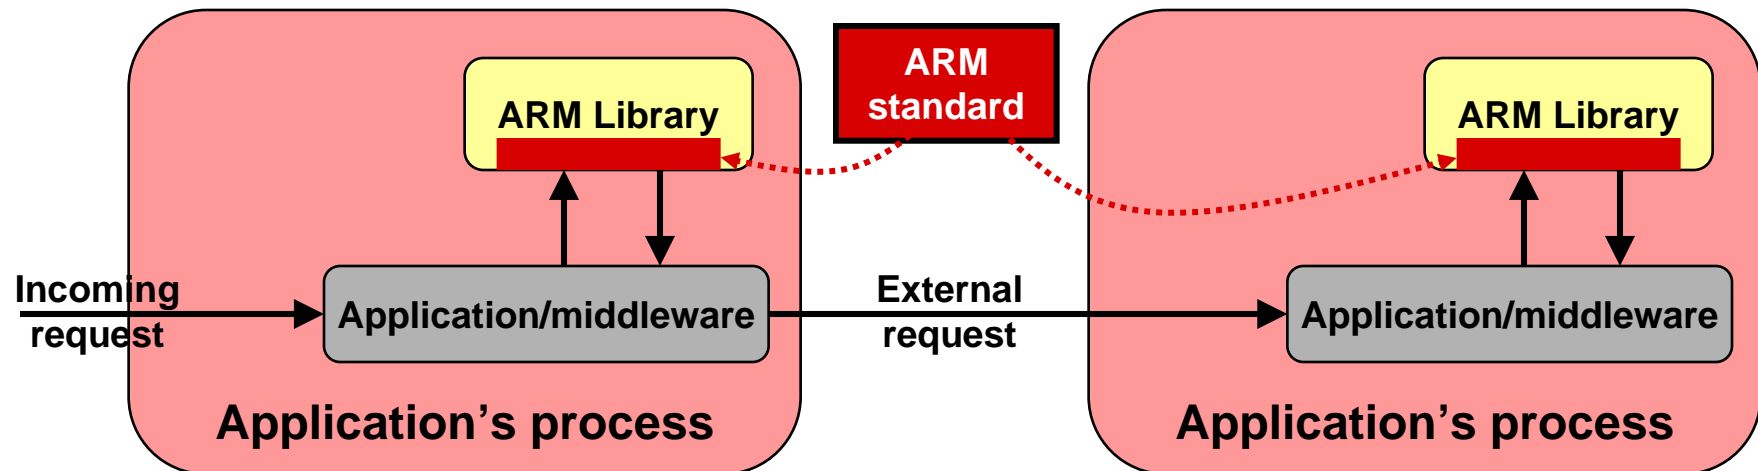 ARM
standard
ARM Library
ARM Library
Incoming
request
Application/middleware
External
request
Application/middleware
Application’s process
Application’s process